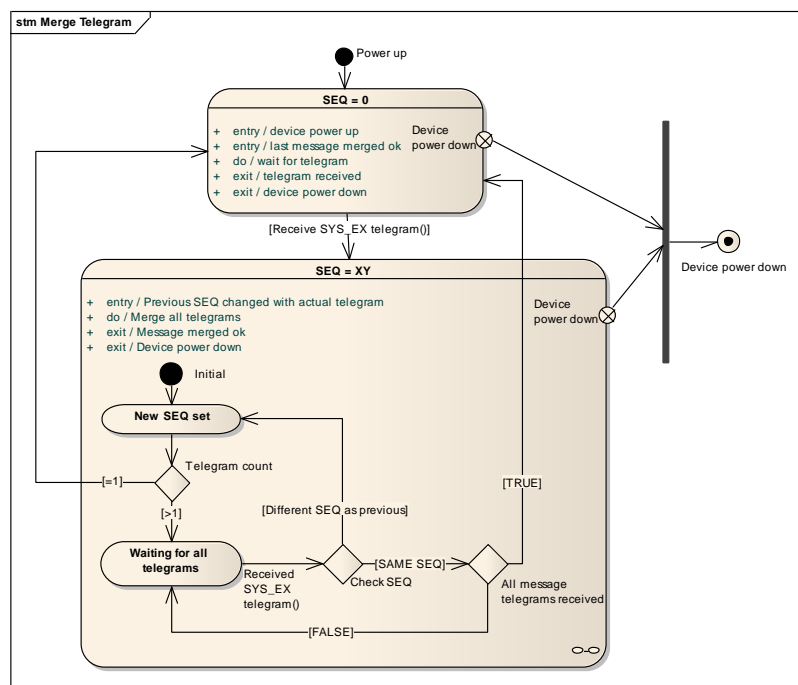 stm Merge Telegram
Power up
SEQ = 0
+ entry / device power up
+ entry / last message merged ok
+ do / wait for telegram
+ exit / telegram received
+ exit / device power down
Device
power down
[Receive SYS_EX telegram()]
Device power down
SEQ = XY
+ entry / Previous SEQ changed with actual telegram
+ do / Merge all telegrams
+ exit / Message merged ok
+ exit / Device power down
Device
power down
Initial
New SEQ set
Telegram count
[=1]
[>1]
[TRUE]
[Different SEQ as previous]
Waiting for all
telegrams
Received
SYS_EX
telegram()
[SAME SEQ]
Check SEQ
All message
telegrams received
[FALSE]